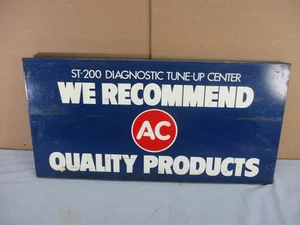 ST-200 DIAGNOSTIC TUNE-UP CENTER
WE RECOMMEND
AC
QUALITY PRODUCTS